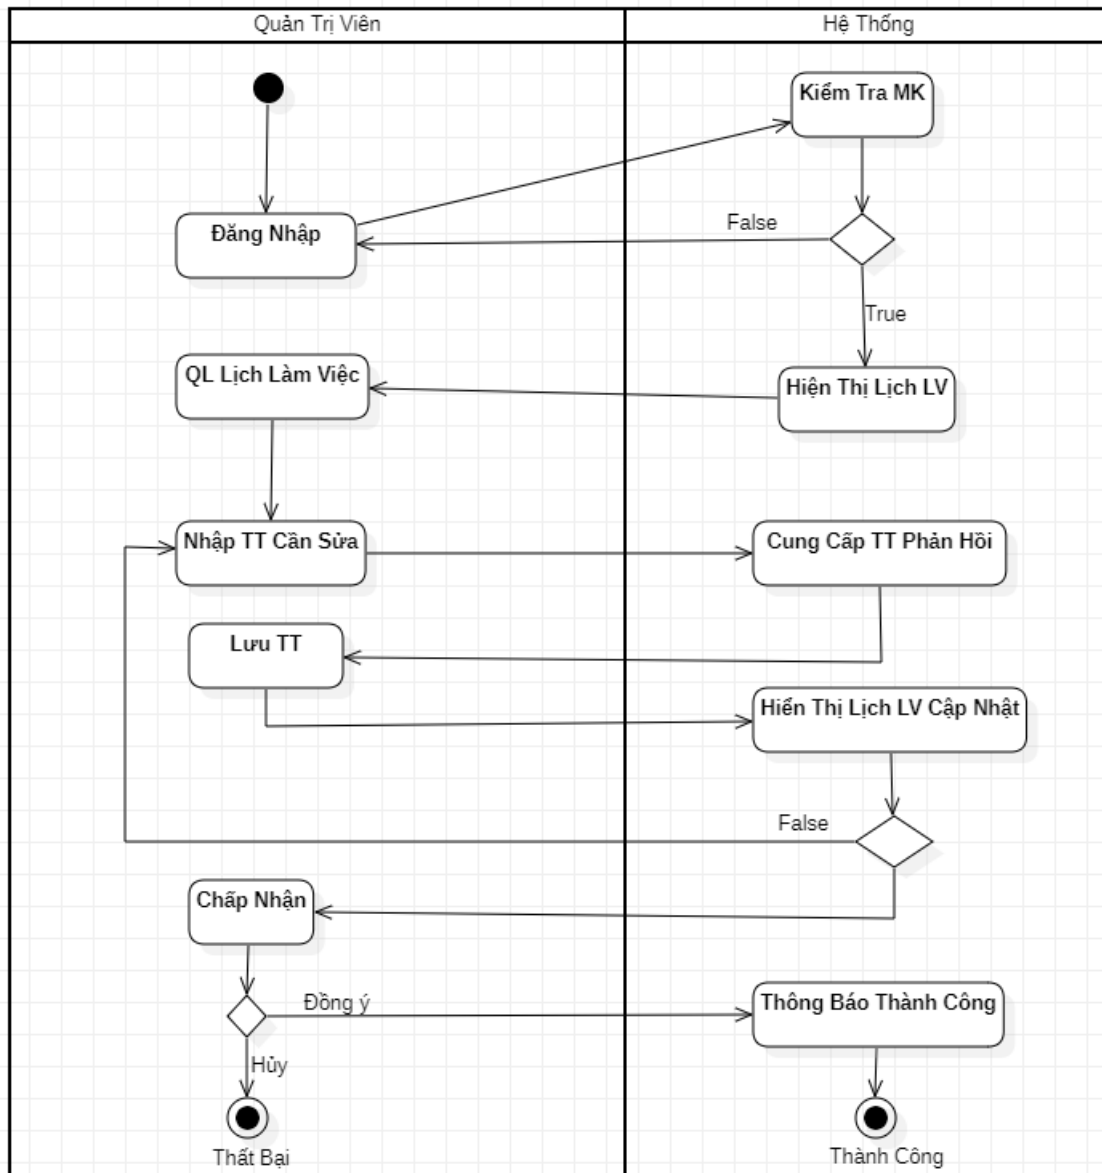 Quản Trị Viên
Hệ Thống
Kiểm Tra MK
Đăng Nhập
False
True
QL Lịch Làm Việc
Hiện Thị Lịch LV
Nhập TT Cần Sửa
Cung Cấp TT Phản Hồi
Lưu TT
Hiển Thị Lịch LV Cập Nhật
False
Chấp Nhận
Đồng ý
Thông Báo Thành Công
Hủy
Thất Bại
Thành Công